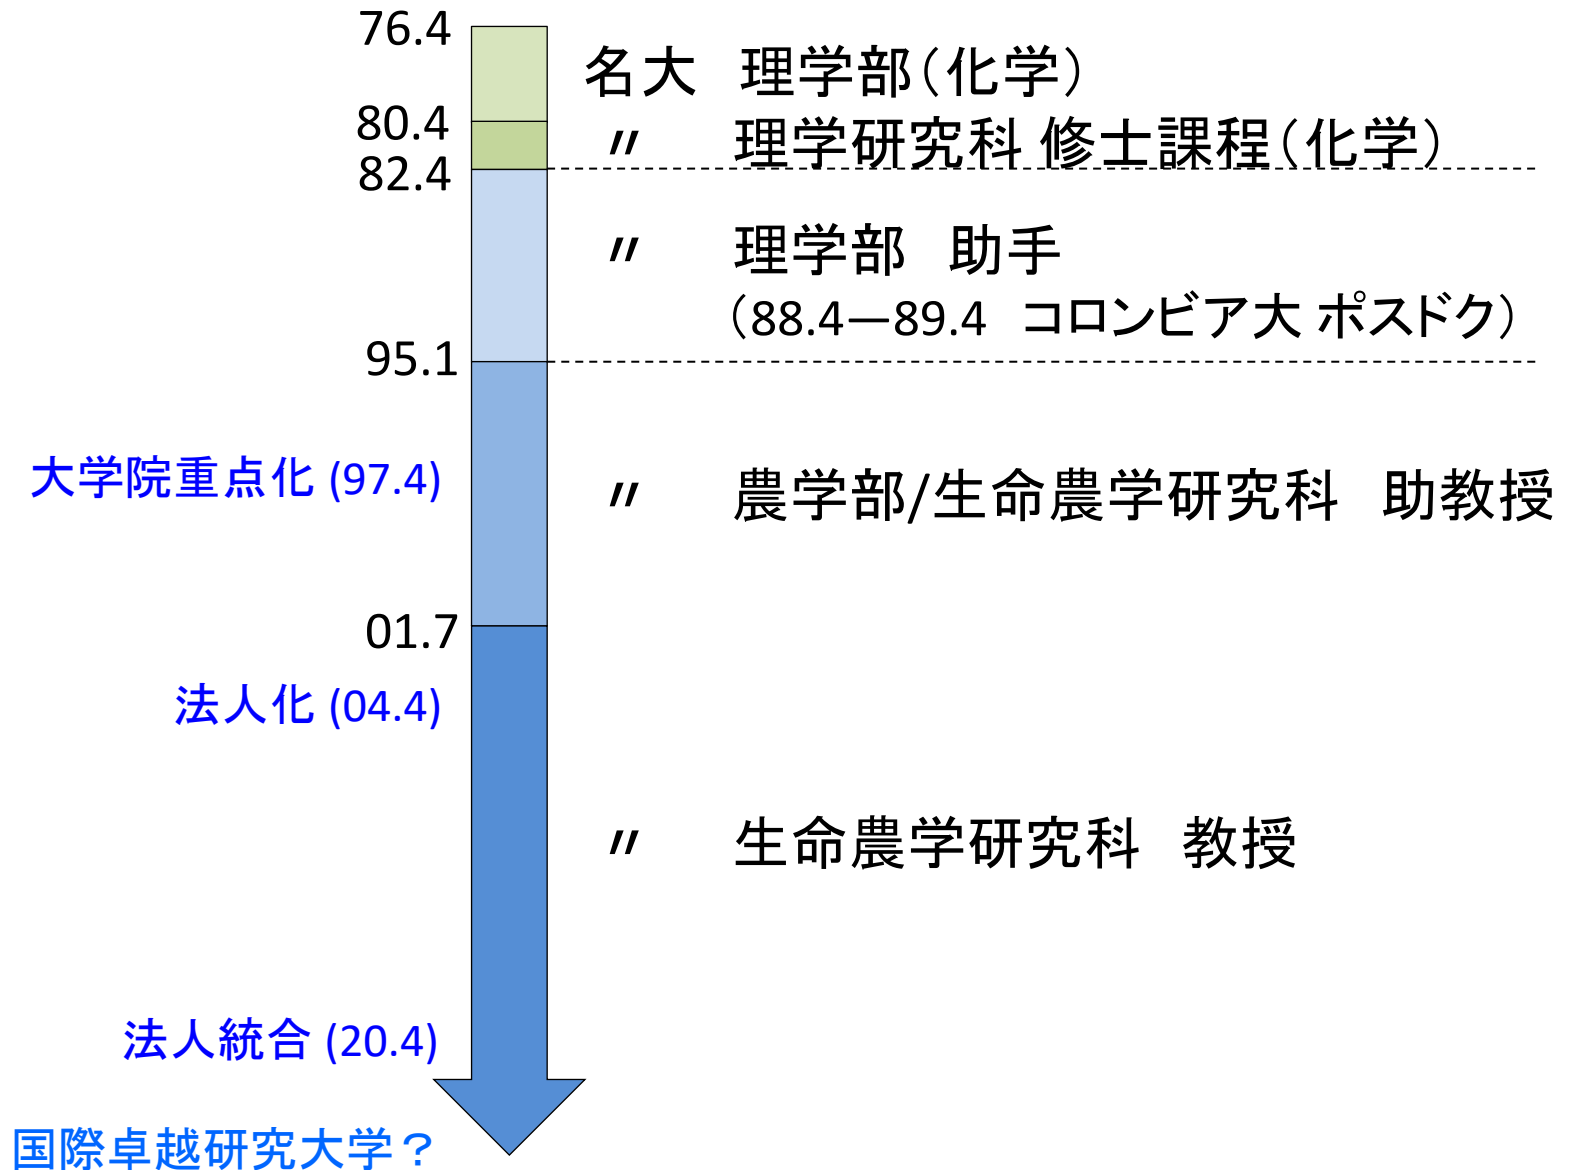 76.4
名大 理学部（化学）
80.4
〃 理学研究科 修士課程（化学）
82.4
〃 理学部 助手
（88.4—89.4 コロンビア大 ポスドク）
95.1
大学院重点化 (97.4)
〃 農学部/生命農学研究科 助教授
01.7
法人化 (04.4)
〃 生命農学研究科 教授
法人統合 (20.4)
国際卓越研究大学？